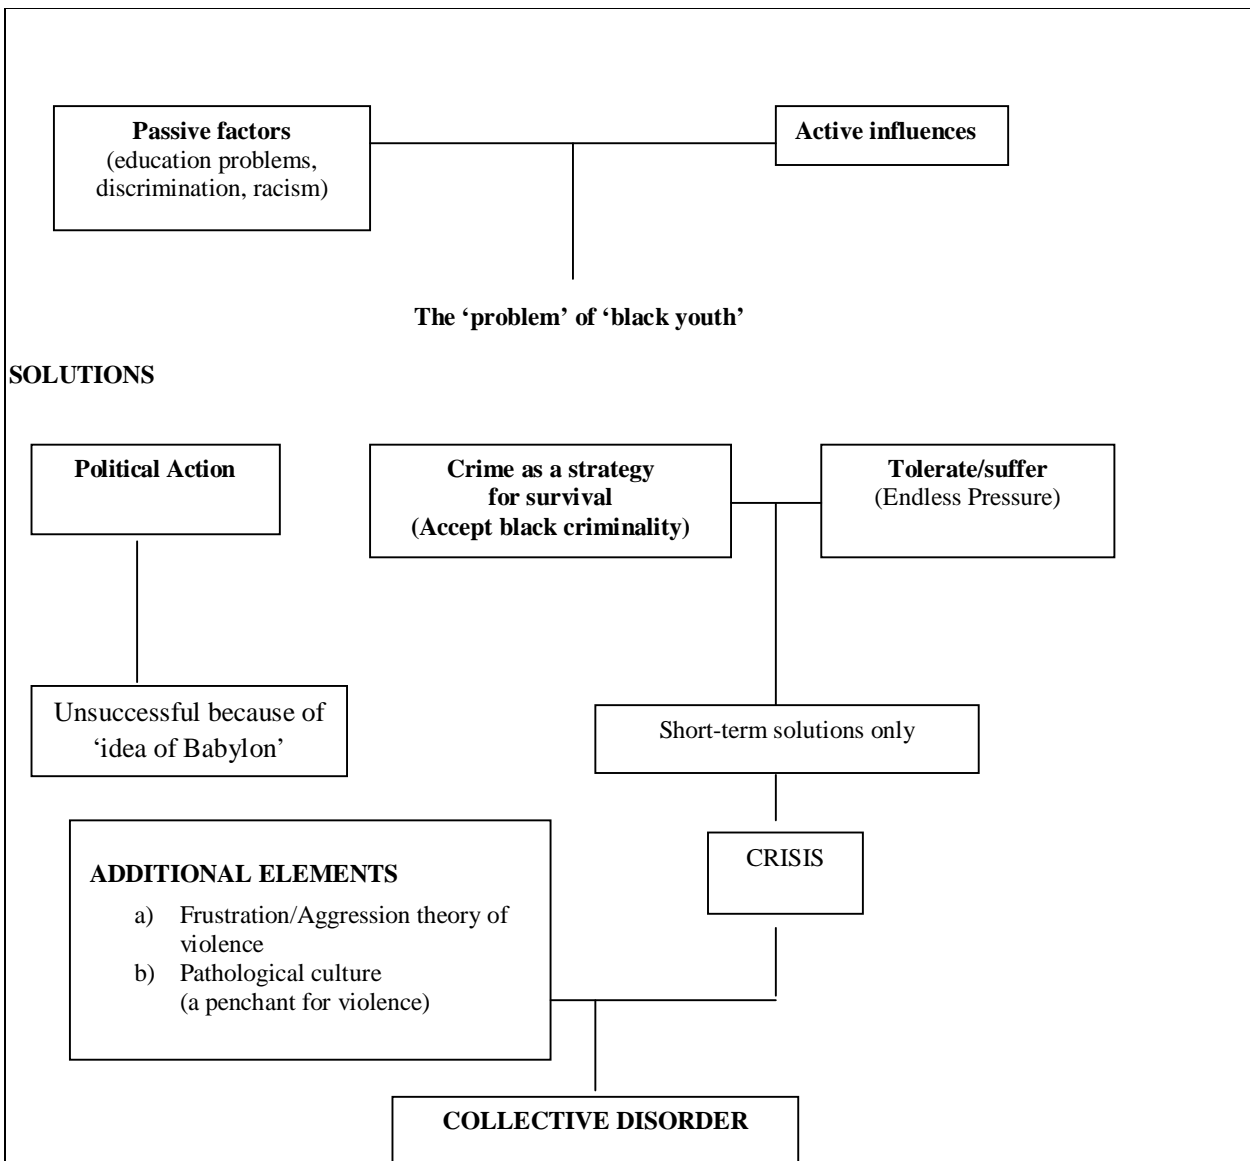 Passive factors
(education problems,
discrimination, racism)
Active influences
The ‘problem’ of ‘black youth’
SOLUTIONS
Political Action
Crime as a strategy
for survival
(Accept black criminality)
Tolerate/suffer
(Endless Pressure)
Unsuccessful because of
‘idea of Babylon’
Short-term solutions only
CRISIS
ADDITIONAL ELEMENTS
a) Frustration/Aggression theory of
violence
b) Pathological culture
(a penchant for violence)
COLLECTIVE DISORDER